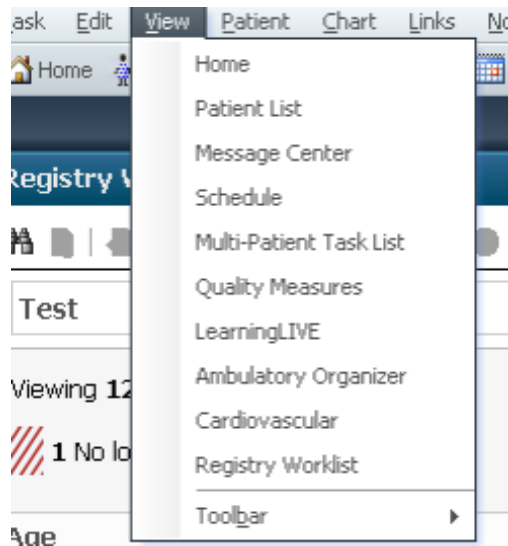 ask Edit View Patient Chart Links
Home
Home
Patient List
Message Center
Registry
Schedule
Multi-Patient Task List
Quality Measures
Test
LearningLIVE
Ambulatory Organizer
Viewing 12
Cardiovascular
1 No lo
Registry Worklist
Toolbar
Age